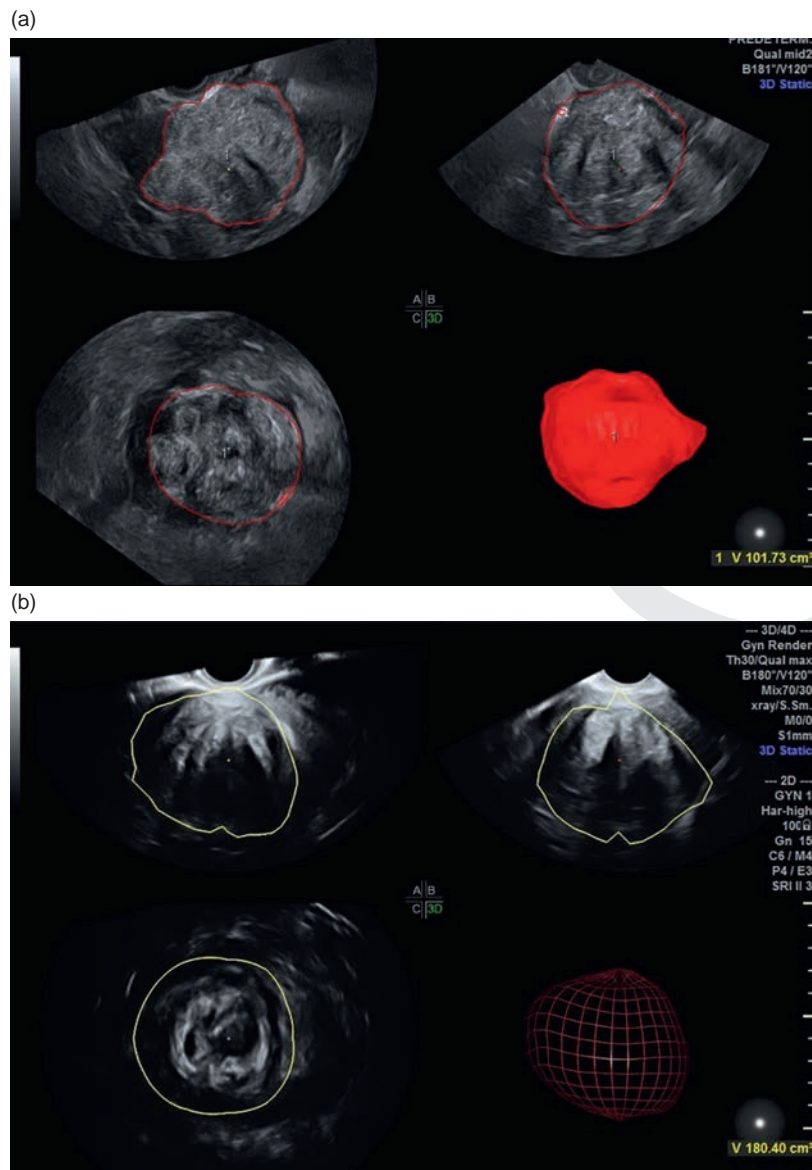 (a)
PREDETERM.
Qual mid2
B181°/V120°
3D Static
A B
C 3D
1 V 101.73 cm³
(b)
--- 3D/4D ---
Gyn Render
Th30/Qual max
B180°/V120°
Mix70/30
xray/S.Sm.
M0/0
S1mm
3D Static
--- 2D ---
GYN 1
Har-high
Gn 15
C6 / M4
P4 / E3
SRI II 3
A B
C 3D
V 180.40 cm³